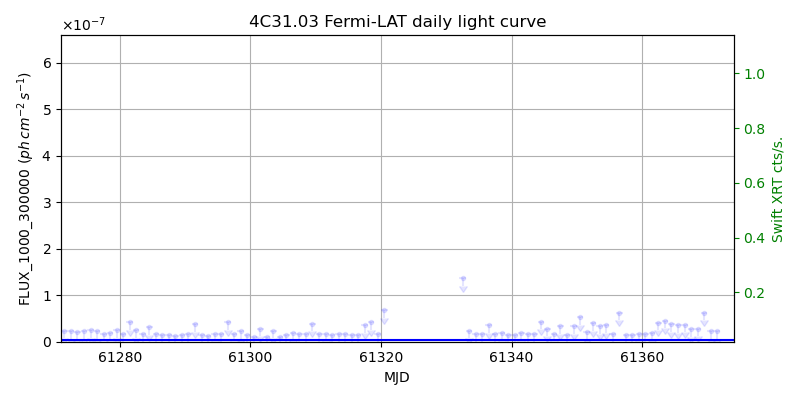 4C31.03 Fermi-LAT daily light curve
×10⁻⁷
6
5
4
3
2
1
0
FLUX_1000_300000 (ph cm⁻² s⁻¹)
1.0
0.8
0.6
0.4
0.2
Swift XRT cts/s.
61280 61300 61320 61340 61360
MJD